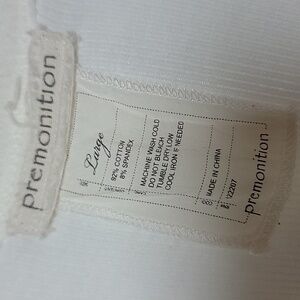 premonition
Large
92% COTTON
8% SPANDEX
MACHINE WASH COLD
DO NOT BLEACH
TUMBLE DRY LOW
COOL IRON IF NEEDED
MADE IN CHINA
premonition